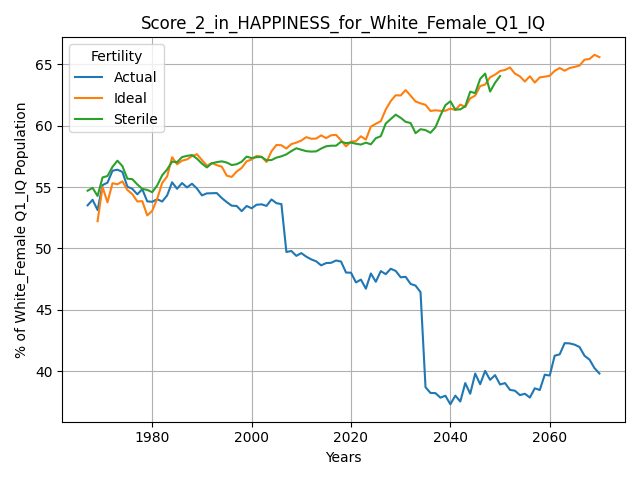 Score_2_in_HAPPINESS_for_White_Female_Q1_IQ
% of White_Female Q1_IQ Population
65
60
55
50
45
40
Fertility
Actual
Ideal
Sterile
1980
2000
2020
2040
2060
Years